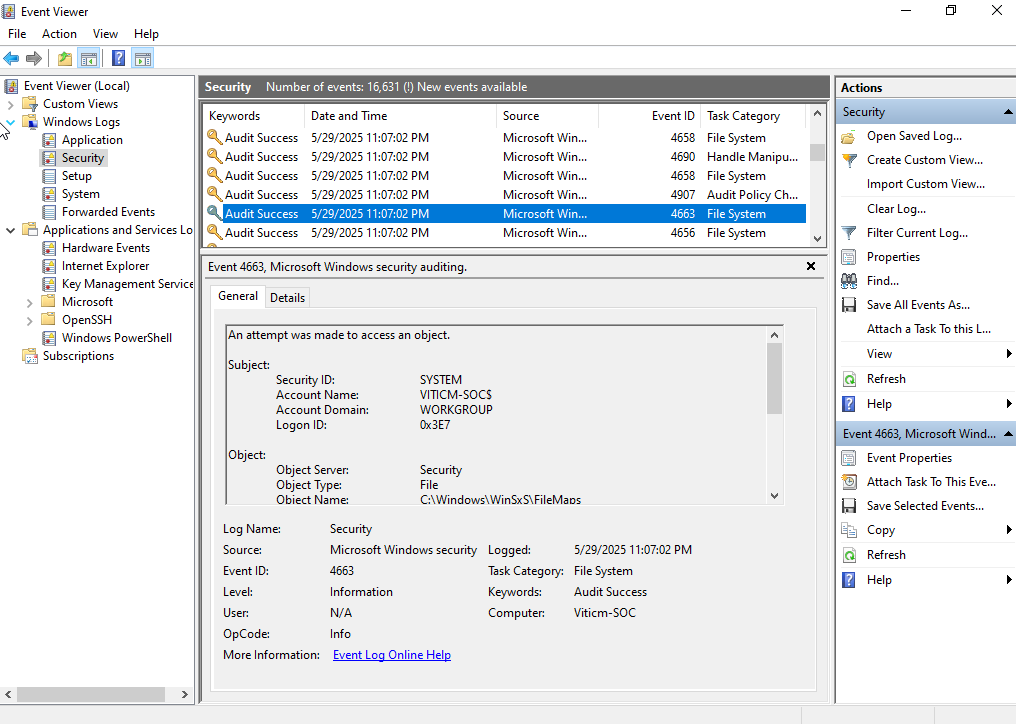 Event Viewer
File Action View Help
Event Viewer (Local)
Custom Views
Windows Logs
Application
Security
Setup
System
Forwarded Events
Applications and Services Lo
Hardware Events
Internet Explorer
Key Management Service
Microsoft
OpenSSH
Windows PowerShell
Subscriptions
Security Number of events: 16,631 (!) New events available
Keywords Date and Time Source Event ID Task Category
Audit Success 5/29/2025 11:07:02 PM Microsoft Win... 4658 File System
Audit Success 5/29/2025 11:07:02 PM Microsoft Win... 4690 Handle Manipu...
Audit Success 5/29/2025 11:07:02 PM Microsoft Win... 4658 File System
Audit Success 5/29/2025 11:07:02 PM Microsoft Win... 4907 Audit Policy Ch...
Audit Success 5/29/2025 11:07:02 PM Microsoft Win... 4663 File System
Audit Success 5/29/2025 11:07:02 PM Microsoft Win... 4656 File System
Event 4663, Microsoft Windows security auditing.
General Details
An attempt was made to access an object.
Subject:
Security ID: SYSTEM
Account Name: VITICM-SOC$
Account Domain: WORKGROUP
Logon ID: 0x3E7
Object:
Object Server: Security
Object Type: File
Object Name: C:\Windows\WinSxS\FileMaps
Log Name: Security
Source: Microsoft Windows security Logged: 5/29/2025 11:07:02 PM
Event ID: 4663 Task Category: File System
Level: Information Keywords: Audit Success
User: N/A Computer: Viticm-SOC
OpCode: Info
More Information: Event Log Online Help
Actions
Security
Open Saved Log...
Create Custom View...
Import Custom View...
Clear Log...
Filter Current Log...
Properties
Find...
Save All Events As...
Attach a Task To this L...
View
Refresh
Help
Event 4663, Microsoft Wind...
Event Properties
Attach Task To This Eve...
Save Selected Events...
Copy
Refresh
Help